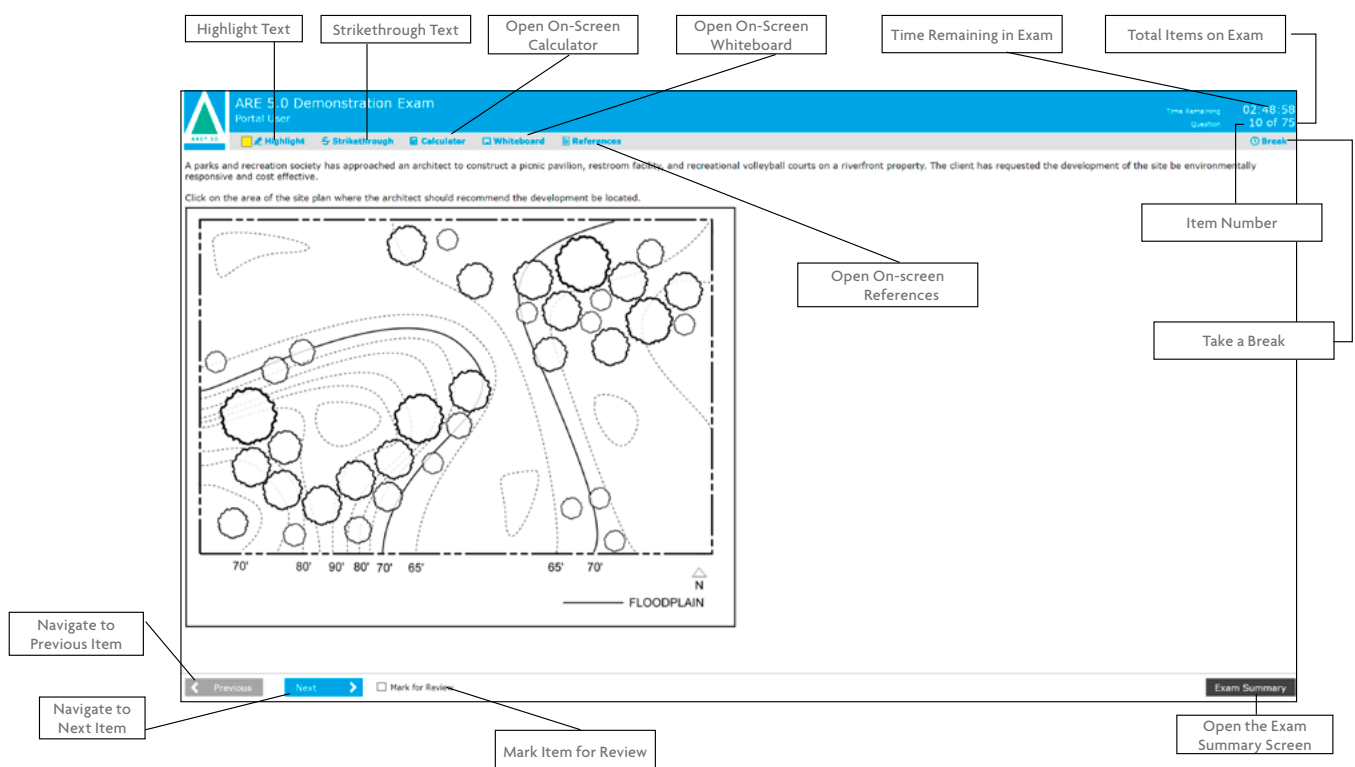 Highlight Text
Strikethrough Text
Open On-Screen
Calculator
Open On-Screen
Whiteboard
Time Remaining in Exam
Total Items on Exam
ARE 5.0 Demonstration Exam
Portal User
ARE® 5.0
Time Remaining 02:48:58
Question 10 of 75
Highlight
Strikethrough
Calculator
Whiteboard
References
Break
A parks and recreation society has approached an architect to construct a picnic pavilion, restroom facility, and recreational volleyball courts on a riverfront property. The client has requested the development of the site be environmentally
responsive and cost effective.
Click on the area of the site plan where the architect should recommend the development be located.
Item Number
Open On-screen
References
Take a Break
70' 80' 90' 80' 70' 65' 65' 70'
N
FLOODPLAIN
Navigate to
Previous Item
Previous
Next
Mark for Review
Exam Summary
Navigate to
Next Item
Mark Item for Review
Open the Exam
Summary Screen